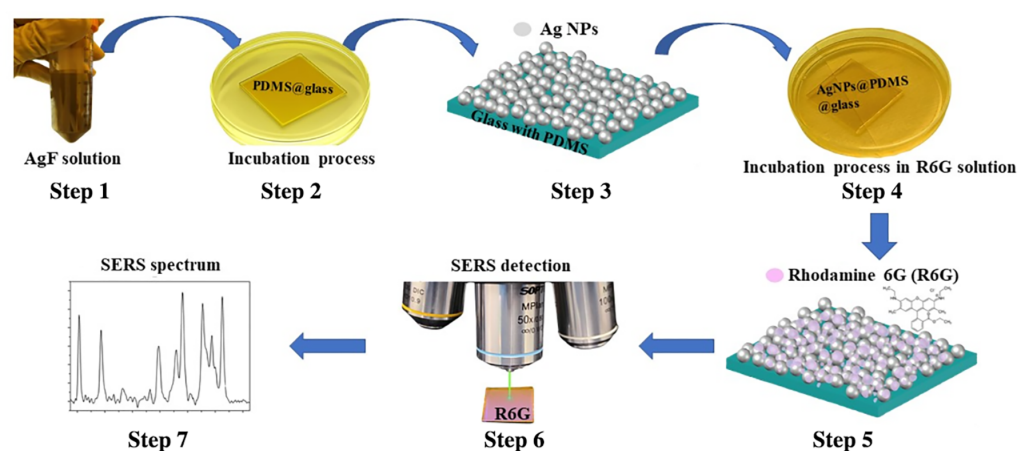 AgF solution
Step 1
PDMS@glass
Incubation process
Step 2
Ag NPs
Glass with PDMS
Step 3
AgNPs@PDMS
@glass
Incubation process in R6G solution
Step 4
Rhodamine 6G (R6G)
Step 5
SERS detection
DIC
MPlan
50x
R6G
Step 6
SERS spectrum
Step 7